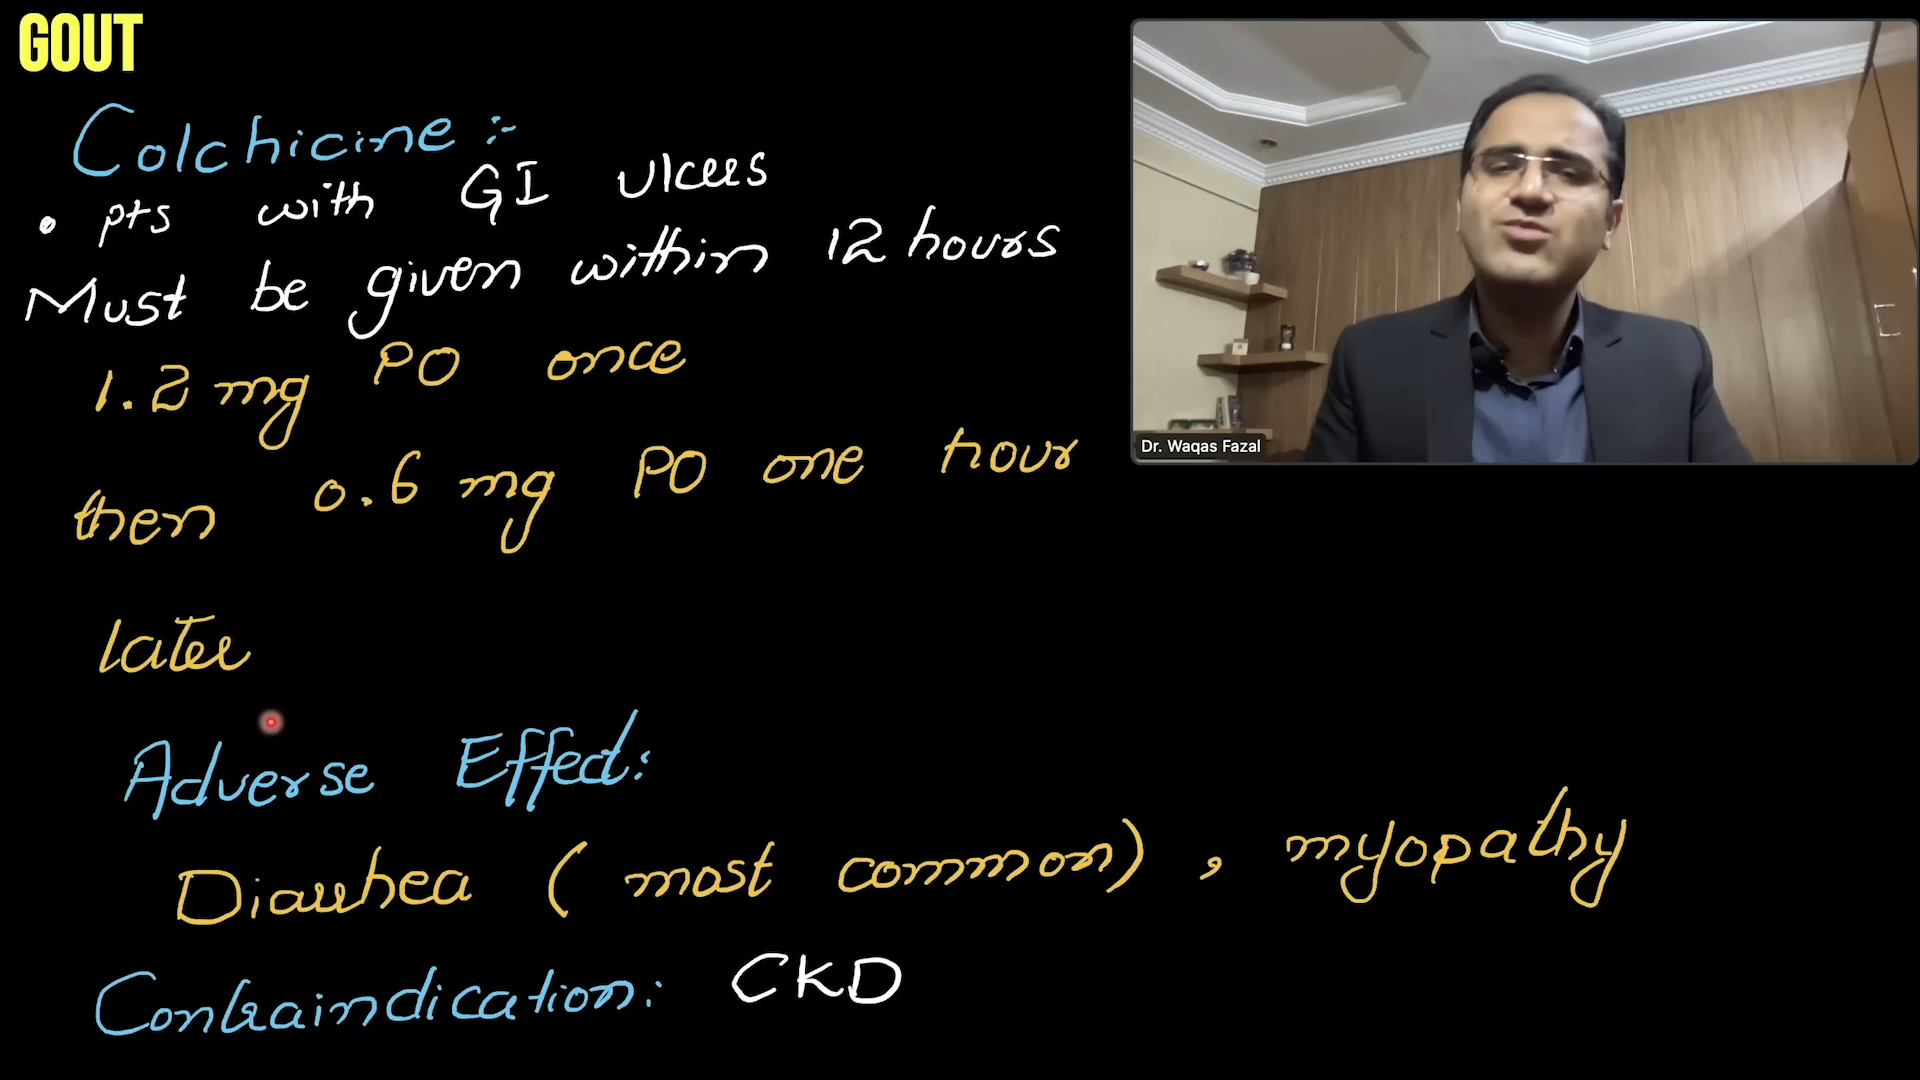 GOUT
Colchicine :-
• pts with GI ulcers
Must be given within 12 hours
1.2 mg PO once
then 0.6 mg PO one hour
later
Adverse Effect:
Diarrhea ( most common) , myopathy
Contraindication: CKD
Dr. Waqas Fazal